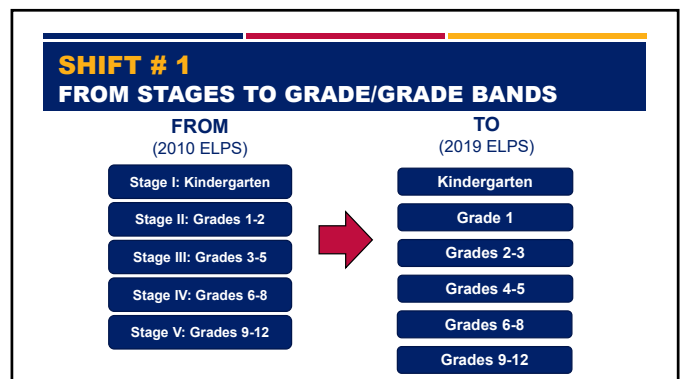 SHIFT # 1
FROM STAGES TO GRADE/GRADE BANDS
FROM
(2010 ELPS)
Stage I: Kindergarten
Stage II: Grades 1-2
Stage III: Grades 3-5
Stage IV: Grades 6-8
Stage V: Grades 9-12
TO
(2019 ELPS)
Kindergarten
Grade 1
Grades 2-3
Grades 4-5
Grades 6-8
Grades 9-12